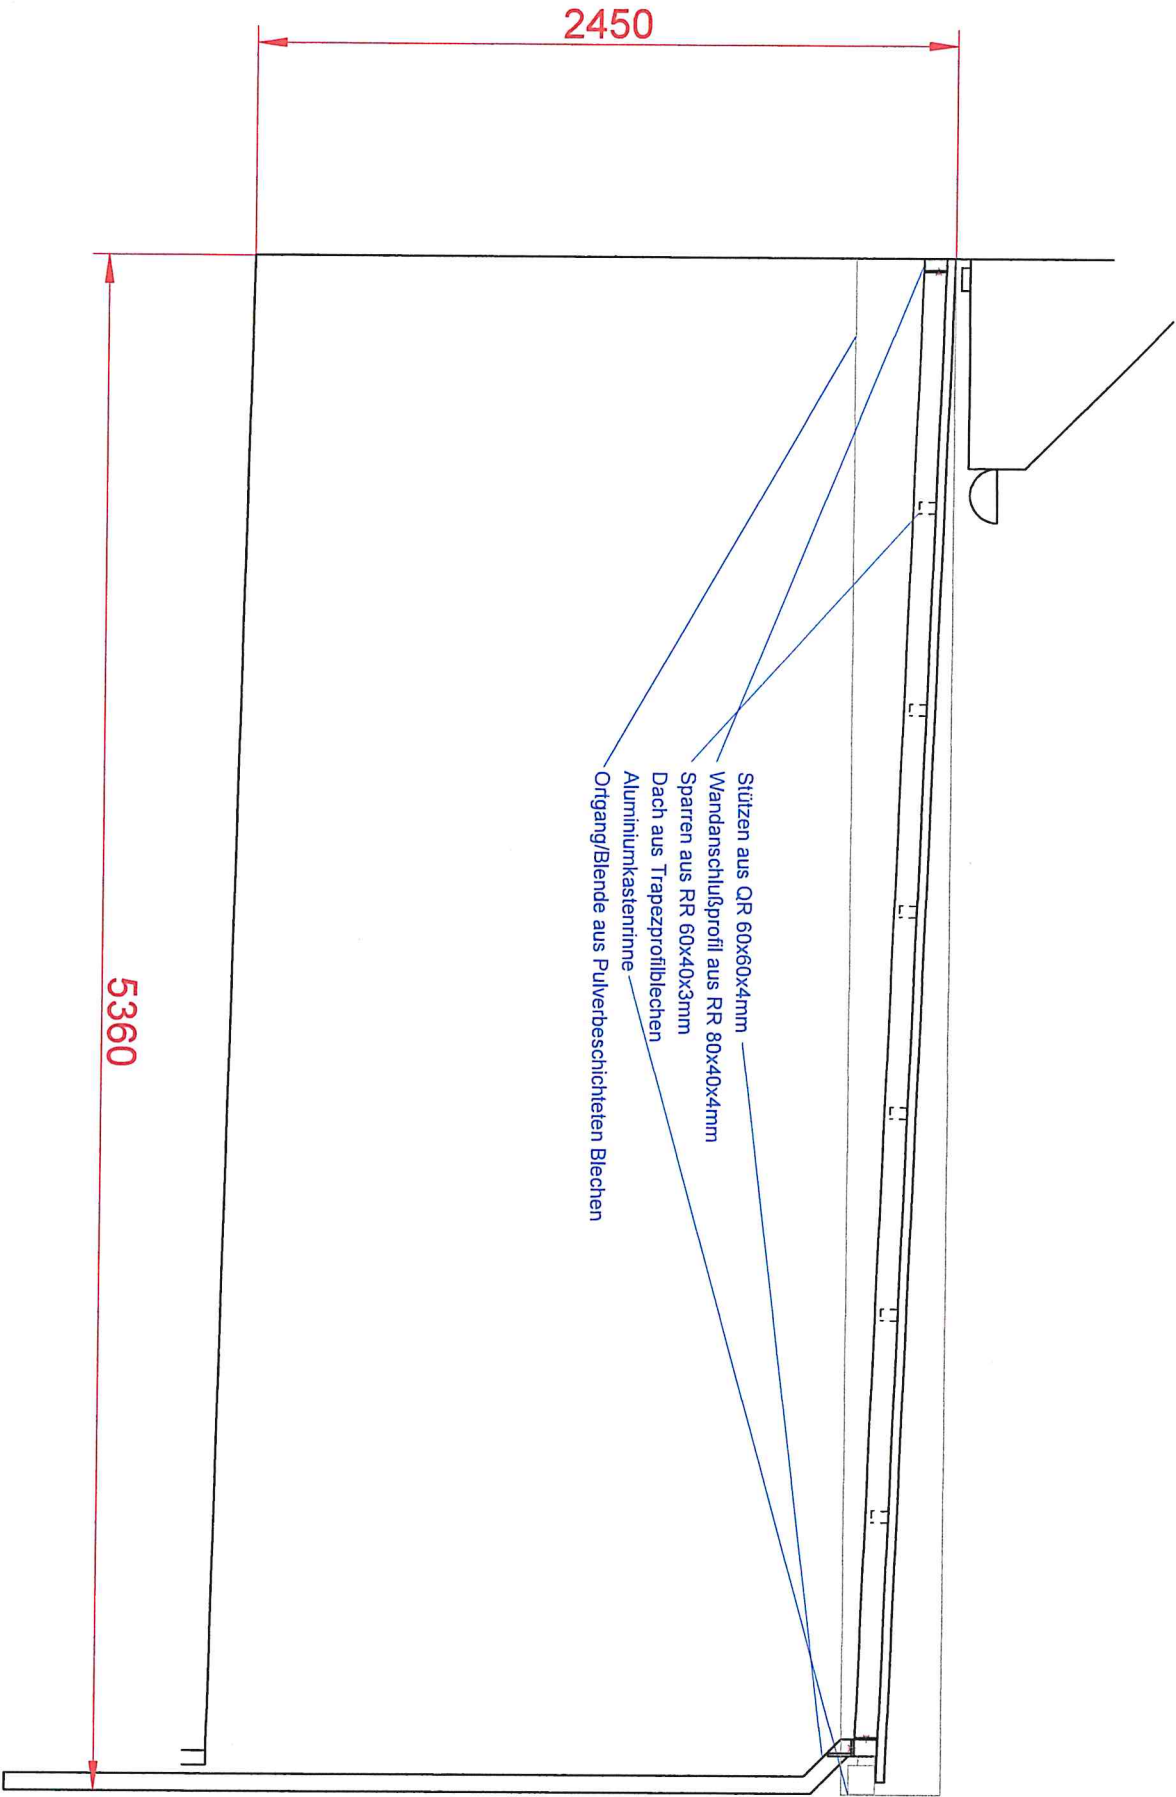 2450
Stützen aus QR 60x60x4mm
Wandanschlußprofil aus RR 80x40x4mm
Sparren aus RR 60x40x3mm
Dach aus Trapezprofilblechen
Aluminiumkastenrinne
Ortgang/Blende aus Pulverbeschichteten Blechen
5360